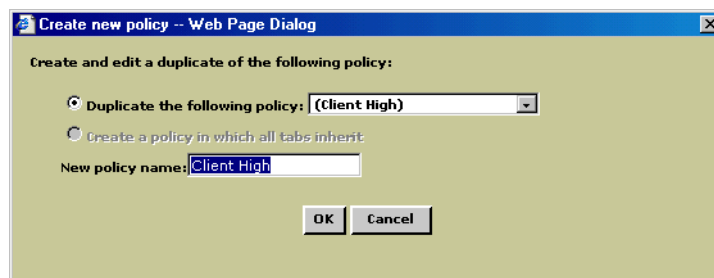 Create new policy -- Web Page Dialog
Create and edit a duplicate of the following policy:
Duplicate the following policy: (Client High)
Create a policy in which all tabs inherit
New policy name: Client High
OK Cancel